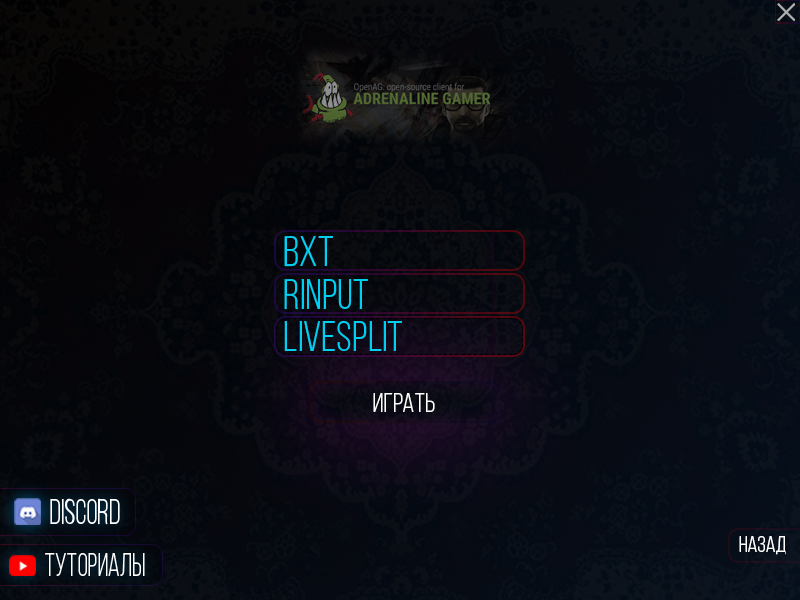 OpenAG: open-source client for
ADRENALINE GAMER
BXT
RINPUT
LIVESPLIT
ИГРАТЬ
DISCORD
ТУТОРИАЛЫ
НАЗАД